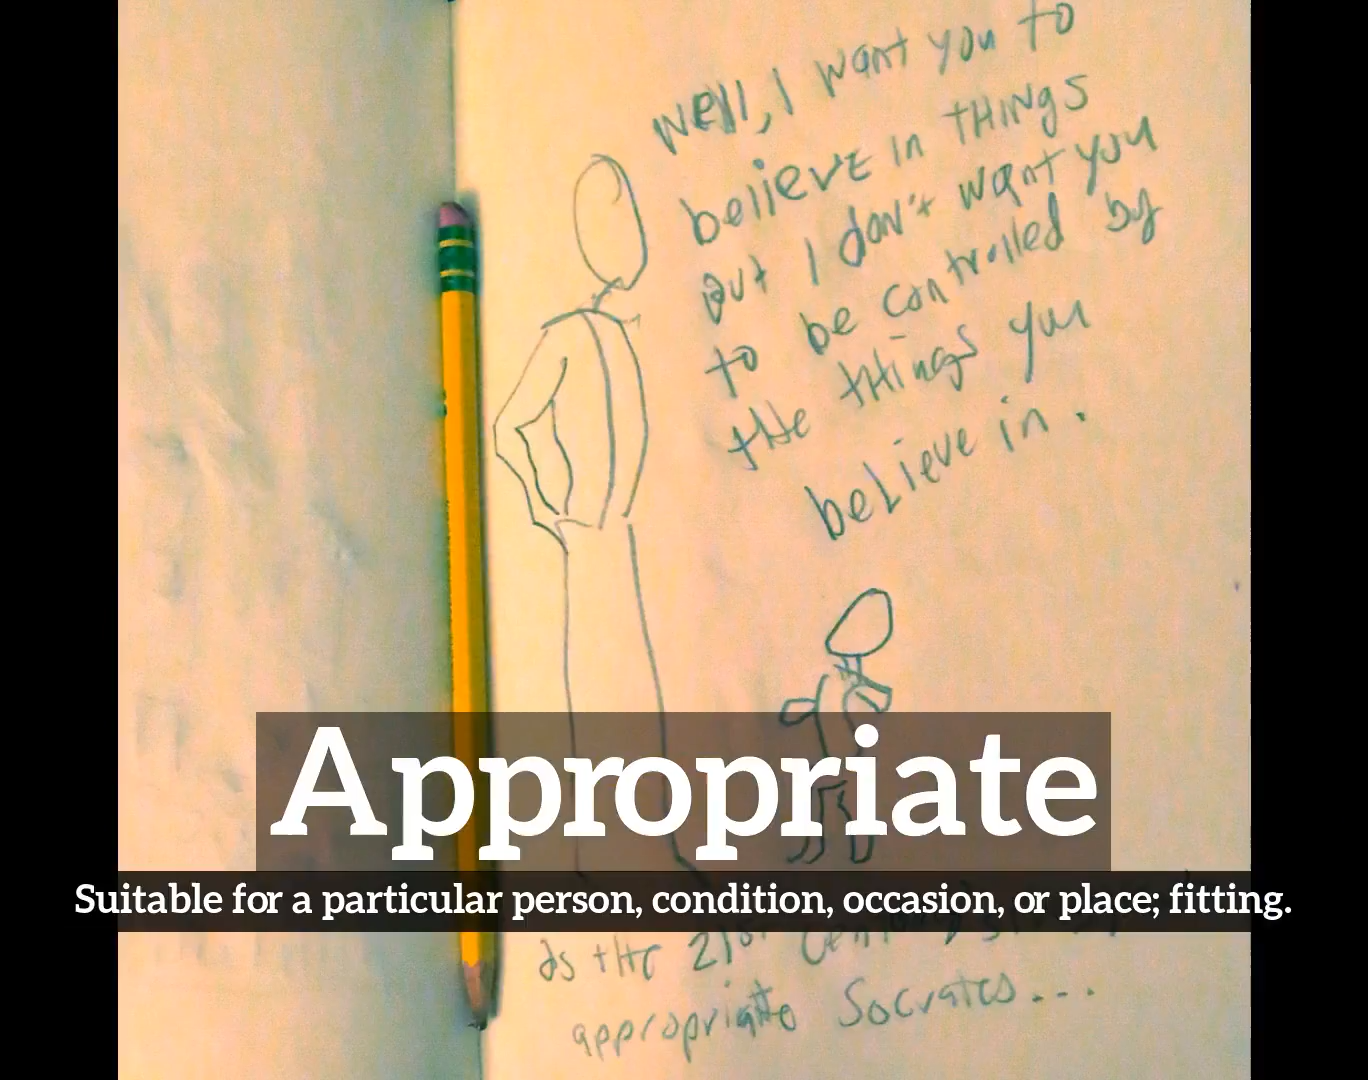 Well, I want you to
believe in THINgs
But I don't want you
to be controlled by
tHe tHings you
believe in.
Appropriate
Suitable for a particular person, condition, occasion, or place; fitting.
as tHe 21st
appropriate Socrates...